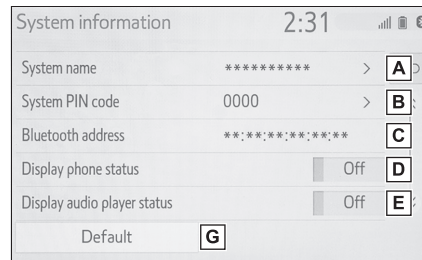 System information 2:31
System name ********** > A
System PIN code 0000 > B
Bluetooth address **:**:**:**:**:** C
Display phone status Off D
Display audio player status Off E
Default G